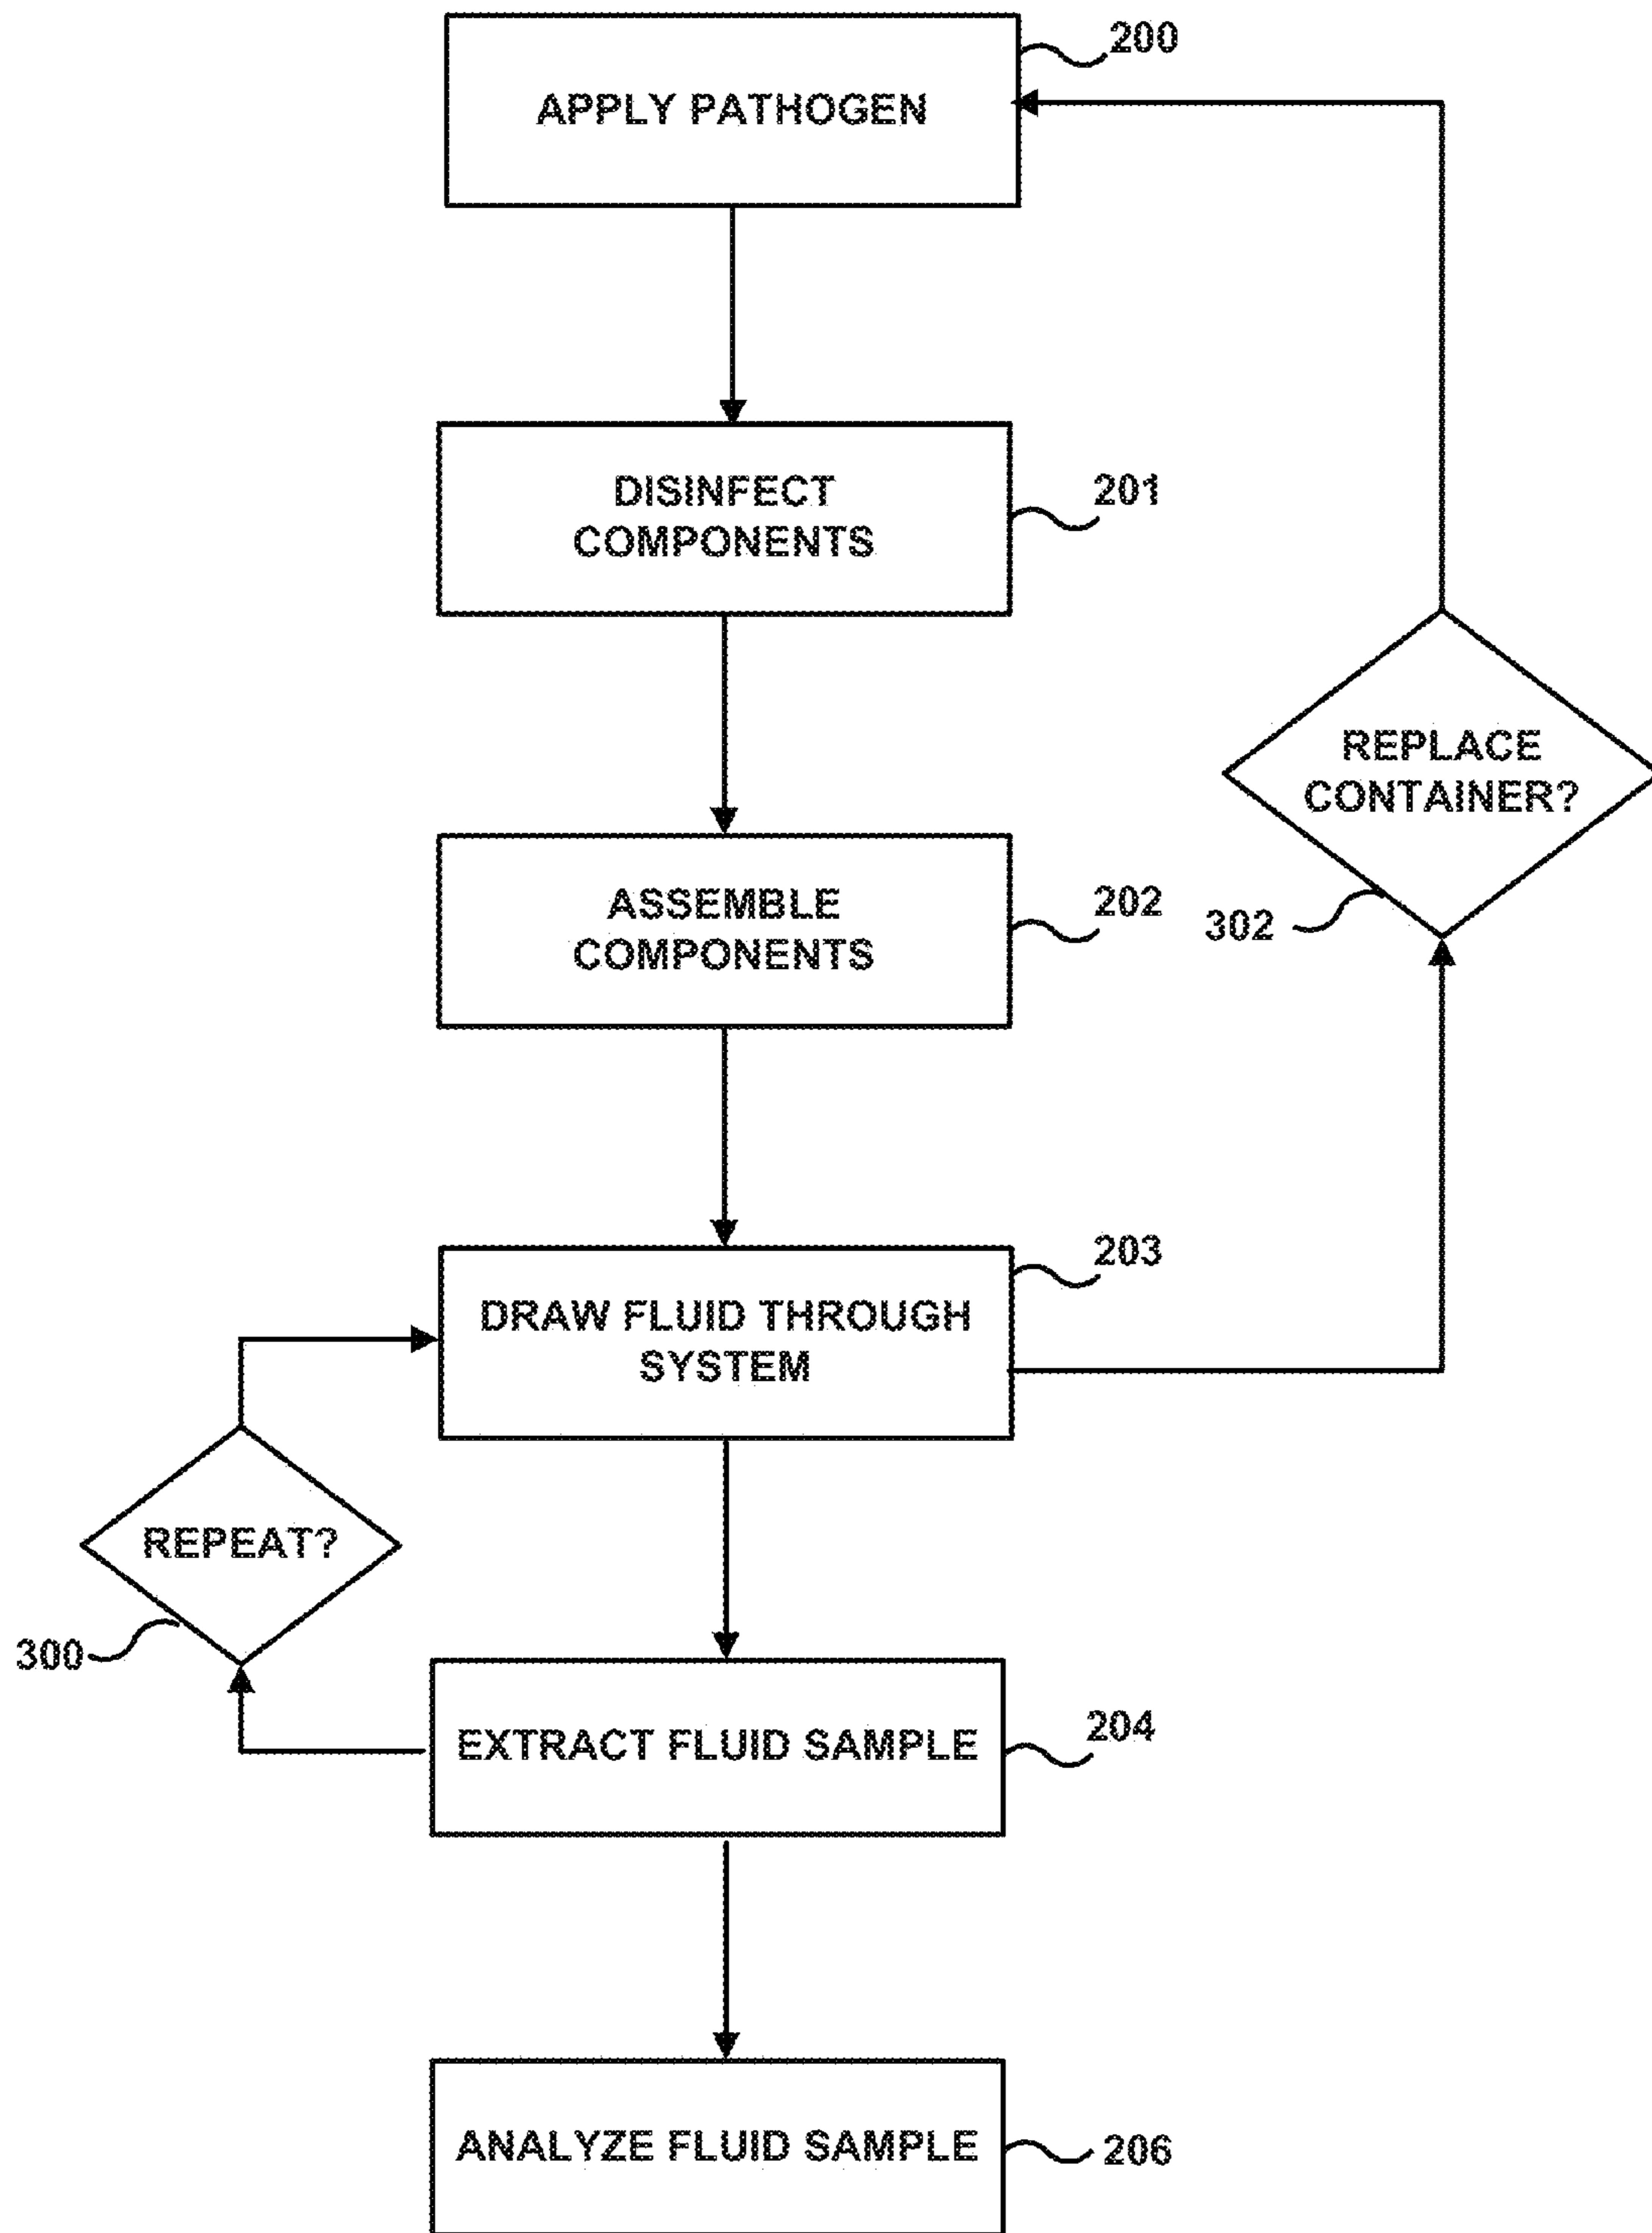 200
APPLY PATHOGEN
201
DISINFECT
COMPONENTS
REPLACE
CONTAINER?
302
202
ASSEMBLE
COMPONENTS
203
DRAW FLUID THROUGH
SYSTEM
REPEAT?
300
204
EXTRACT FLUID SAMPLE
ANALYZE FLUID SAMPLE
206